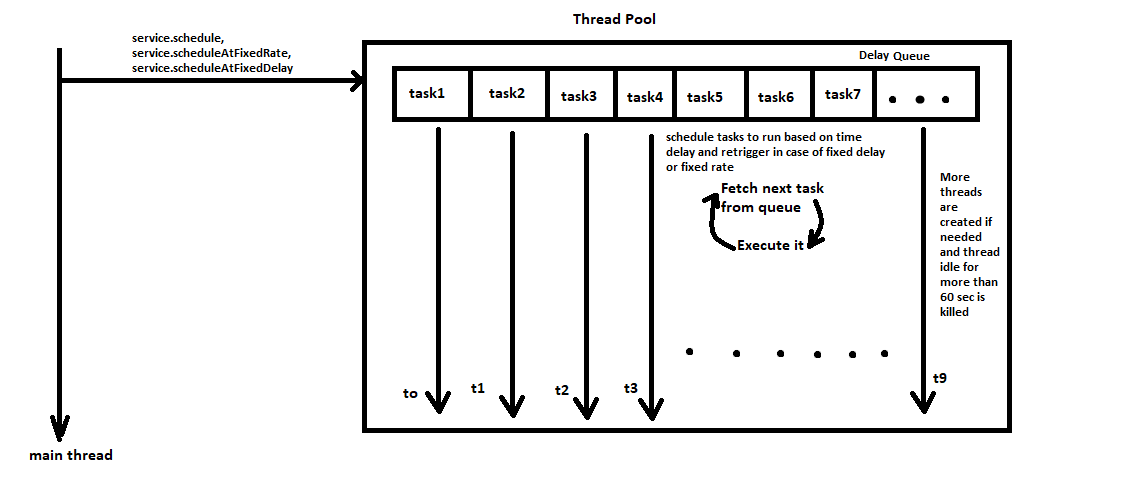 Thread Pool
service.schedule,
service.scheduleAtFixedRate,
service.scheduleAtFixedDelay
Delay Queue
task1 task2 task3 task4 task5 task6 task7
schedule tasks to run based on time
delay and retrigger in case of fixed delay
or fixed rate
Fetch next task
from queue
Execute it
More
threads
are
created if
needed
and thread
idle for
more than
60 sec is
killed
to t1 t2 t3 t9
main thread